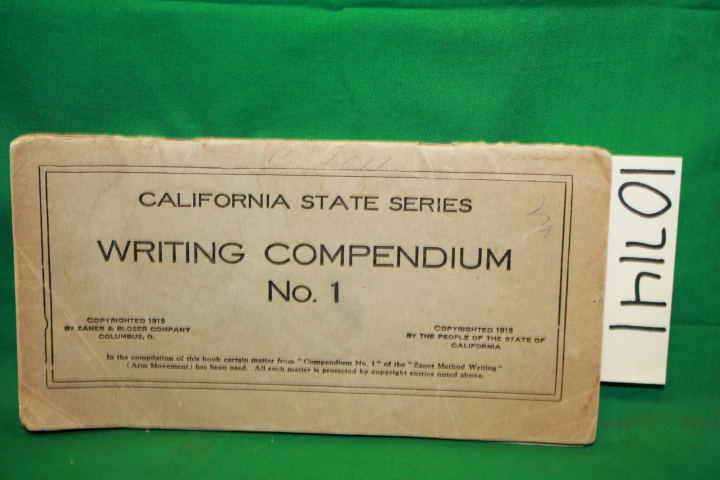 CALIFORNIA STATE SERIES
WRITING COMPENDIUM
No. 1
COPYRIGHTED 1915
BY ZANER & BLOSER COMPANY
COLUMBUS, O.
COPYRIGHTED 1915
BY THE PEOPLE OF THE STATE OF
CALIFORNIA
In the compilation of this book certain matter from "Compendium No. 1" of the "Zaner Method Writing"
(Arm Movement) has been used. All such matter is protected by copyright entries noted above.
107141